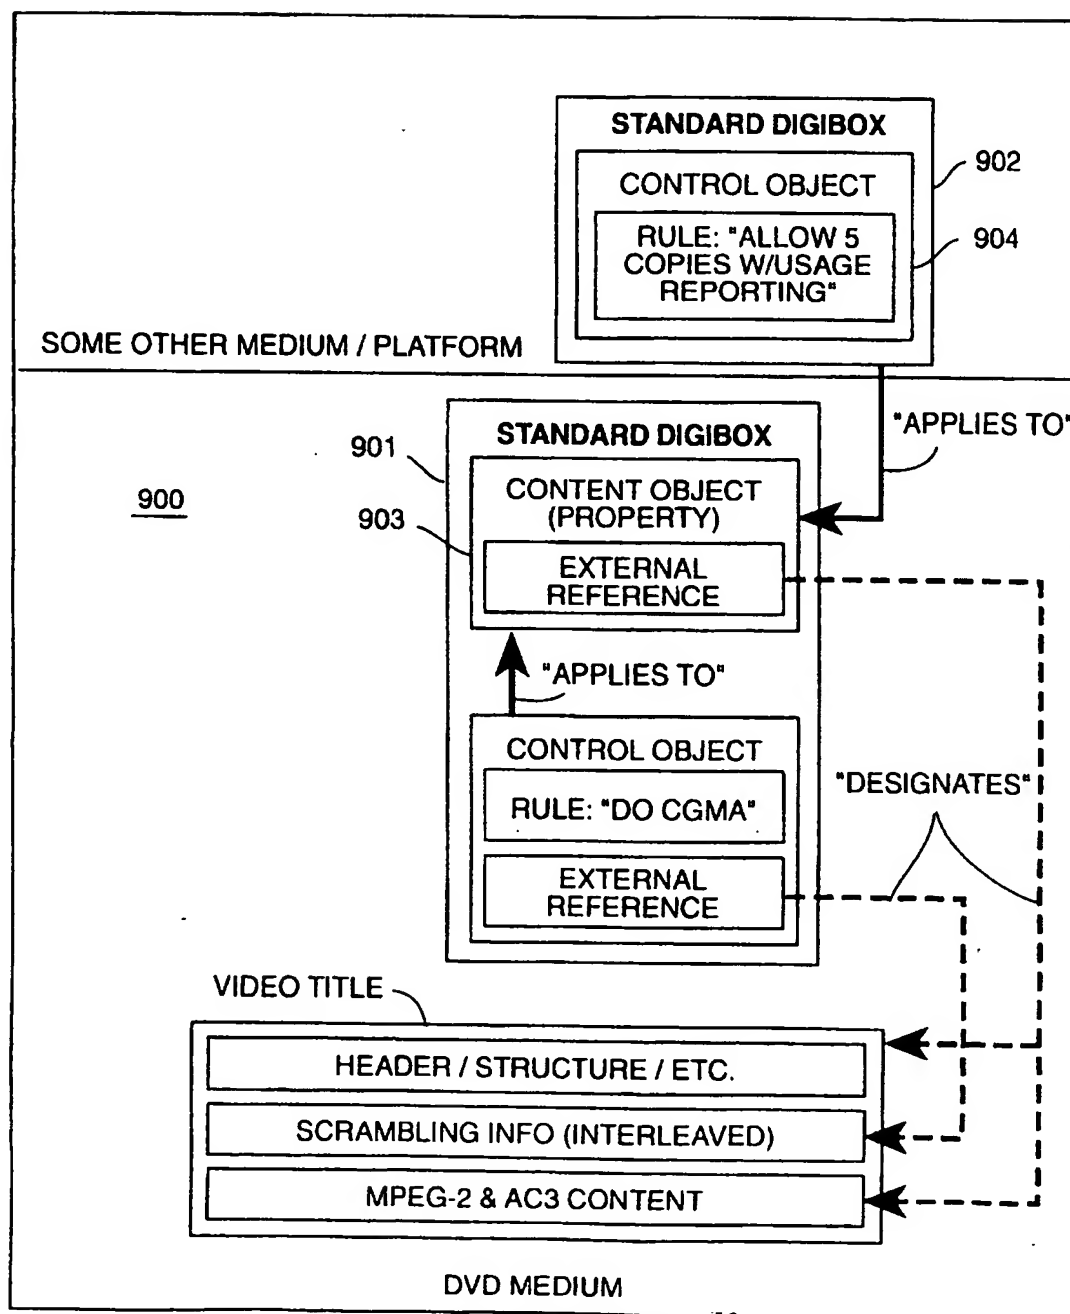 STANDARD DIGIBOX
902
CONTROL OBJECT
RULE: "ALLOW 5
COPIES W/USAGE
REPORTING"
904
SOME OTHER MEDIUM / PLATFORM
"APPLIES TO"
STANDARD DIGIBOX
901
CONTENT OBJECT
(PROPERTY)
900
903
EXTERNAL
REFERENCE
"APPLIES TO"
CONTROL OBJECT
RULE: "DO CGMA"
"DESIGNATES"
EXTERNAL
REFERENCE
VIDEO TITLE
HEADER / STRUCTURE / ETC.
SCRAMBLING INFO (INTERLEAVED)
MPEG-2 & AC3 CONTENT
DVD MEDIUM